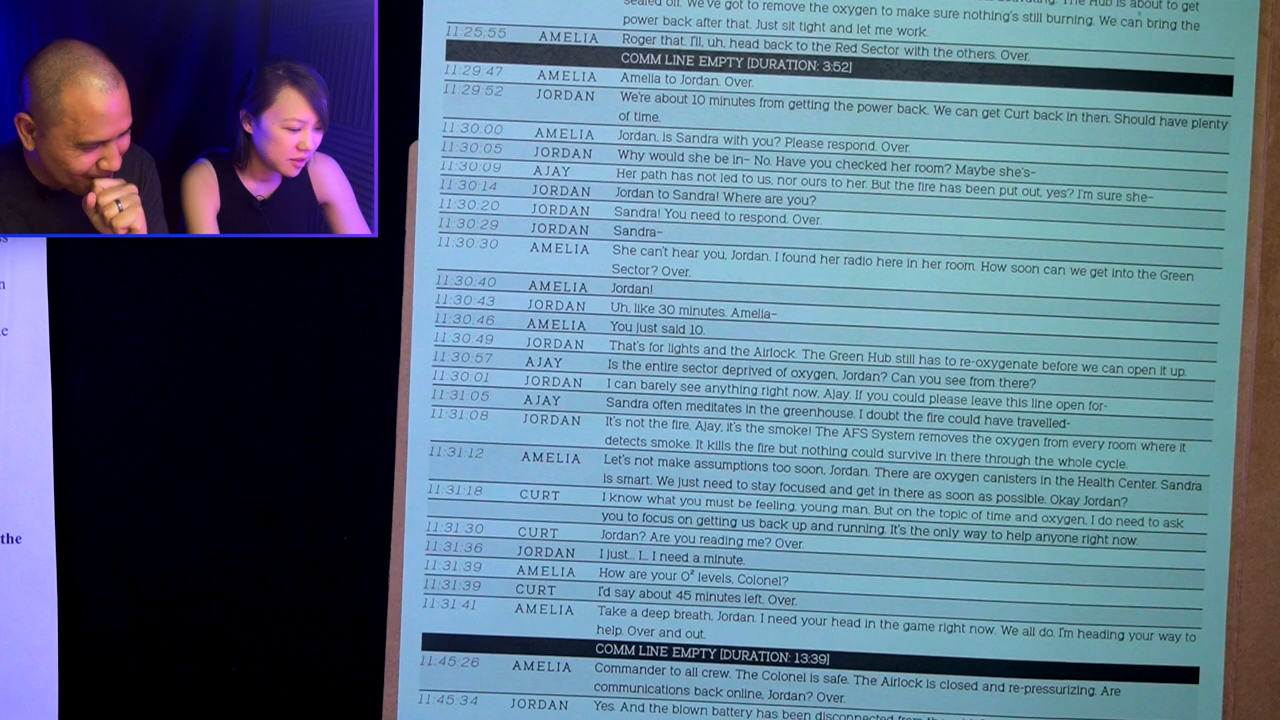 sealed off. We've got to remove the oxygen to make sure nothing's still burning. We can bring the
power back after that. Just sit tight and let me work.
11:25:55 AMELIA Roger that. I'll, uh, head back to the Red Sector with the others. Over.
COMM LINE EMPTY [DURATION: 3:52]
11:29:47 AMELIA Amelia to Jordan. Over.
11:29:52 JORDAN We're about 10 minutes from getting the power back. We can get Curt back in then. Should have plenty
of time.
11:30:00 AMELIA Jordan, is Sandra with you? Please respond. Over.
11:30:05 JORDAN Why would she be in- No. Have you checked her room? Maybe she's-
11:30:09 AJAY Her path has not led to us, nor ours to her. But the fire has been put out, yes? I'm sure she-
11:30:14 JORDAN Jordan to Sandra! Where are you?
11:30:20 JORDAN Sandra! You need to respond. Over.
11:30:29 JORDAN Sandra-
11:30:30 AMELIA She can't hear you, Jordan. I found her radio here in her room. How soon can we get into the Green
Sector? Over.
11:30:40 AMELIA Jordan!
11:30:43 JORDAN Uh, like 30 minutes. Amelia-
11:30:46 AMELIA You just said 10.
11:30:49 JORDAN That's for lights and the Airlock. The Green Hub still has to re-oxygenate before we can open it up.
11:30:57 AJAY Is the entire sector deprived of oxygen, Jordan? Can you see from there?
11:30:01 JORDAN I can barely see anything right now, Ajay. If you could please leave this line open for-
11:31:05 AJAY Sandra often meditates in the greenhouse. I doubt the fire could have travelled-
11:31:08 JORDAN It's not the fire, Ajay, it's the smoke! The AFS System removes the oxygen from every room where it
detects smoke. It kills the fire but nothing could survive in there through the whole cycle.
11:31:12 AMELIA Let's not make assumptions too soon, Jordan. There are oxygen canisters in the Health Center. Sandra
is smart. We just need to stay focused and get in there as soon as possible. Okay Jordan?
11:31:18 CURT I know what you must be feeling, young man. But on the topic of time and oxygen, I do need to ask
you to focus on getting us back up and running. It's the only way to help anyone right now.
11:31:30 CURT Jordan? Are you reading me? Over.
11:31:36 JORDAN I just... I... I need a minute.
11:31:39 AMELIA How are your O² levels, Colonel?
11:31:39 CURT I'd say about 45 minutes left. Over.
11:31:41 AMELIA Take a deep breath, Jordan. I need your head in the game right now. We all do. I'm heading your way to
help. Over and out.
COMM LINE EMPTY [DURATION: 13:39]
11:45:26 AMELIA Commander to all crew. The Colonel is safe. The Airlock is closed and re-pressurizing. Are
communications back online, Jordan? Over.
11:45:34 JORDAN Yes. And the blown battery has been disconnected from the
the